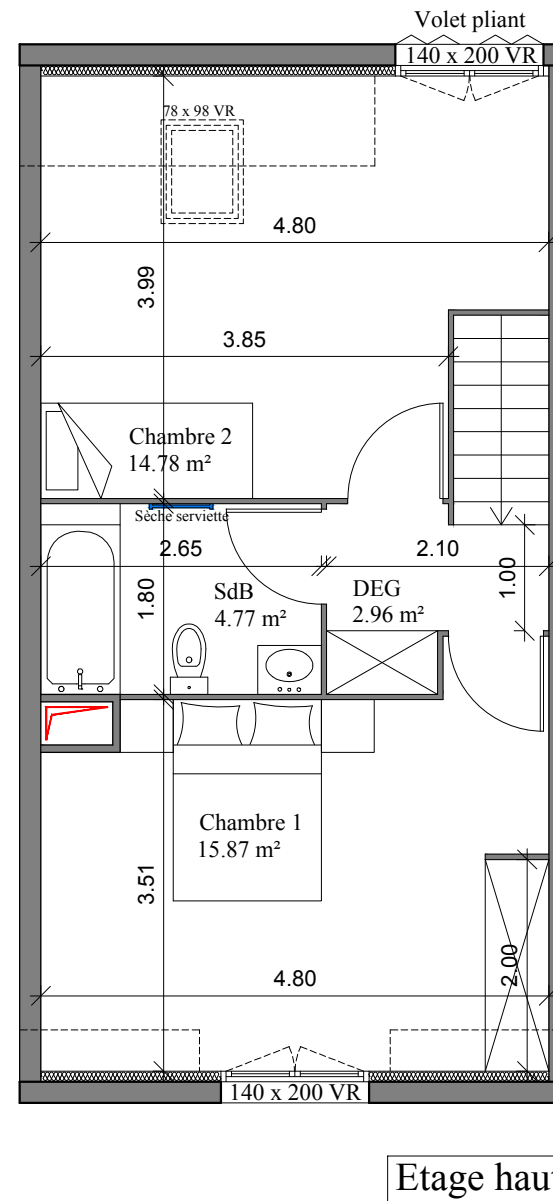 Volet pliant
140 x 200 VR
78 x 98 VR
4.80
3.99
3.85
Chambre 2
14.78 m²
Sèche serviette
2.65
2.10
1.80
SdB
4.77 m²
DEG
2.96 m²
1.00
Chambre 1
15.87 m²
3.51
2.00
4.80
140 x 200 VR
Etage haut